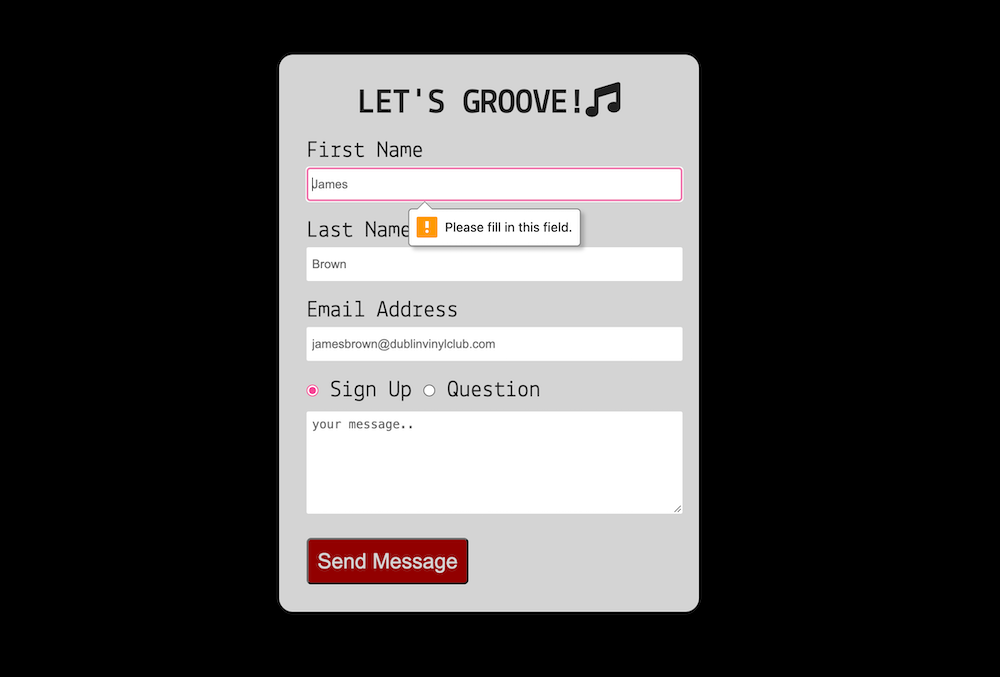 LET'S GROOVE!
First Name
James
Please fill in this field.
Last Name
Brown
Email Address
jamesbrown@dublinvinylclub.com
Sign Up Question
your message..
Send Message